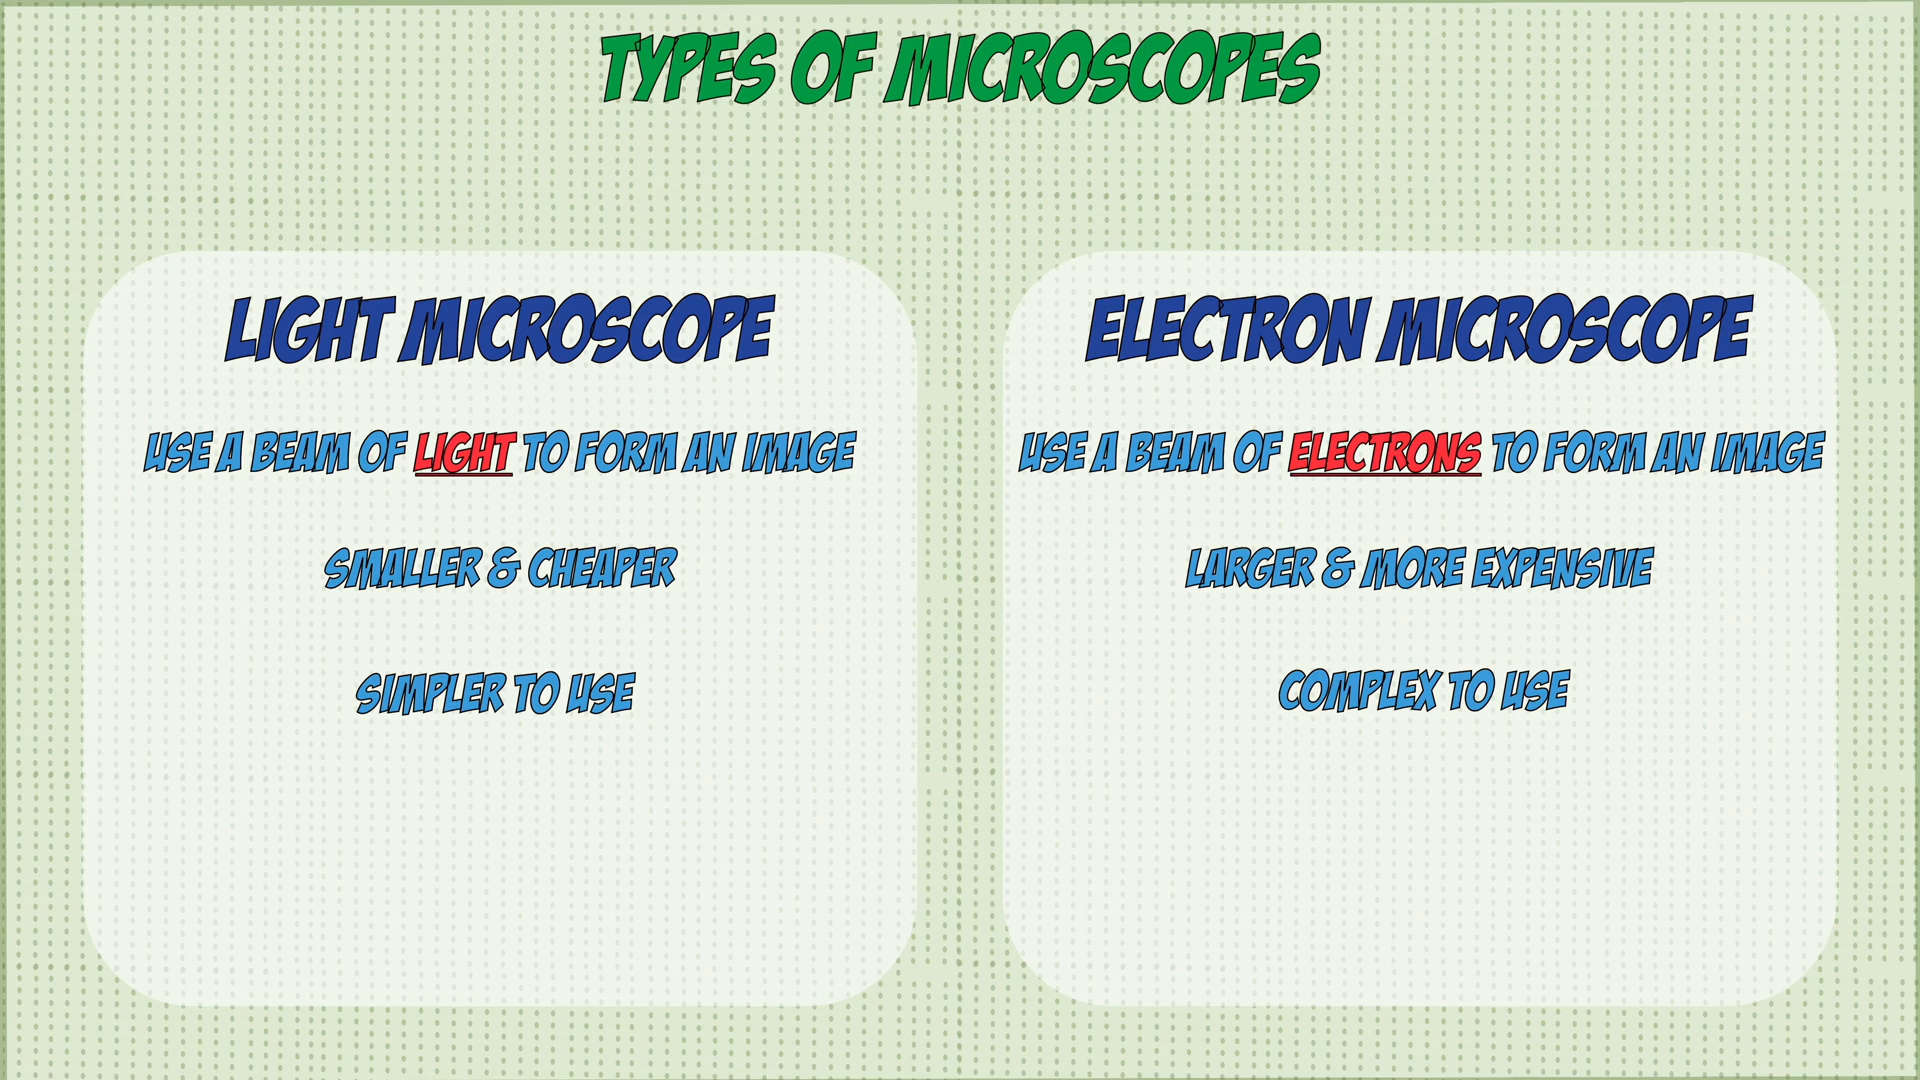 TYPES OF MICROSCOPES
LIGHT MICROSCOPE
USE A BEAM OF LIGHT TO FORM AN IMAGE
SMALLER & CHEAPER
SIMPLER TO USE
ELECTRON MICROSCOPE
USE A BEAM OF ELECTRONS TO FORM AN IMAGE
LARGER & MORE EXPENSIVE
COMPLEX TO USE